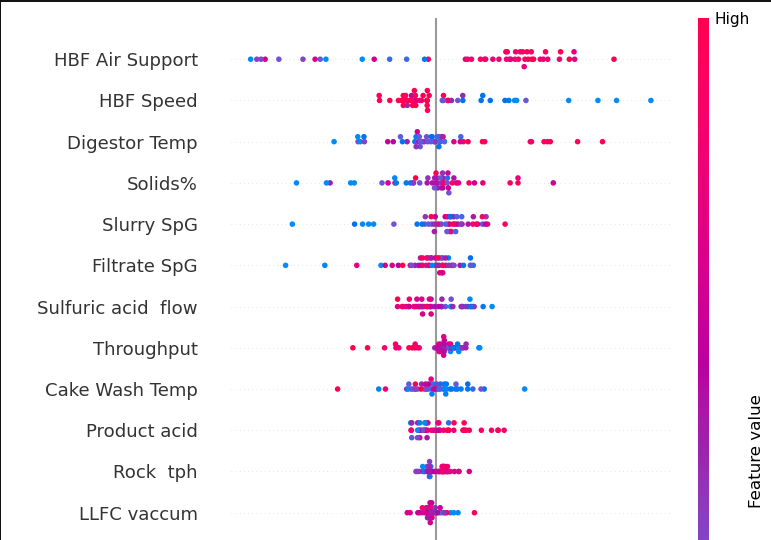 High
HBF Air Support
HBF Speed
Digestor Temp
Solids%
Slurry SpG
Filtrate SpG
Sulfuric acid  flow
Throughput
Cake Wash Temp
Product acid
Rock  tph
LLFC vaccum
Feature value